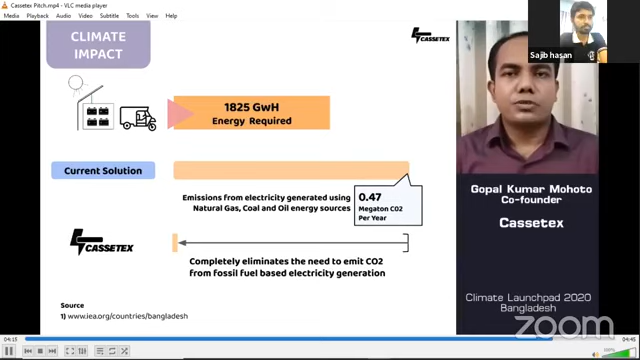 Cassetex Pitch.mp4 - VLC media player
Media Playback Audio Video Subtitle Tools View Help
CLIMATE
IMPACT
CASSETEX
Sajib hasan
1825 GwH
Energy Required
Current Solution
Emissions from electricity generated using
Natural Gas, Coal and Oil energy sources
0.47
Megaton CO2
Per Year
CASSETEX
Completely eliminates the need to emit CO2
from fossil fuel based electricity generation
Source
1) www.iea.org/countries/bangladesh
Gopal Kumar Mohoto
Co-founder
Cassetex
Climate Launchpad 2020
Bangladesh
zoom
04:15
04:45